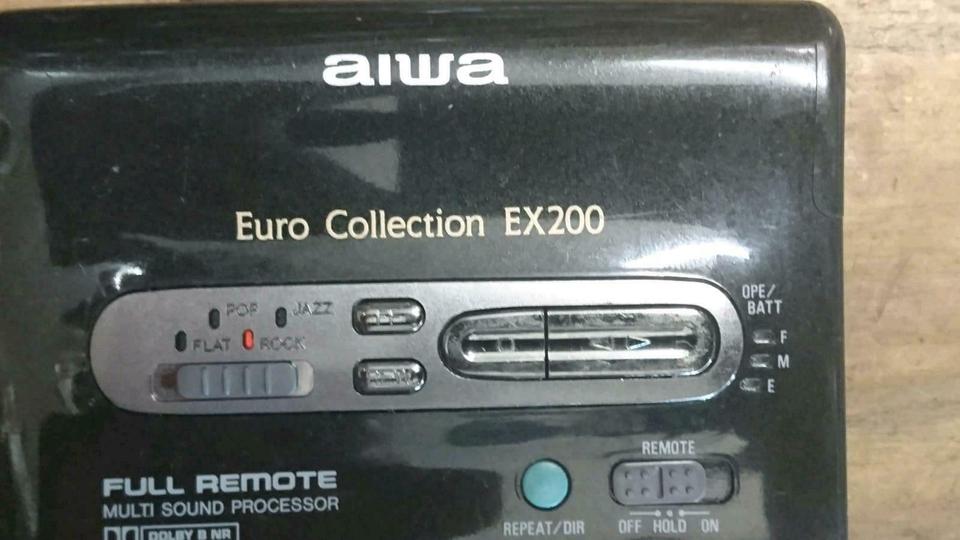 aiwa
Euro Collection EX200
POP JAZZ
FLAT ROCK
OPE/
BATT
F
M
E
FULL REMOTE
MULTI SOUND PROCESSOR
DOLBY B NR
REPEAT/DIR
REMOTE
OFF HOLD ON